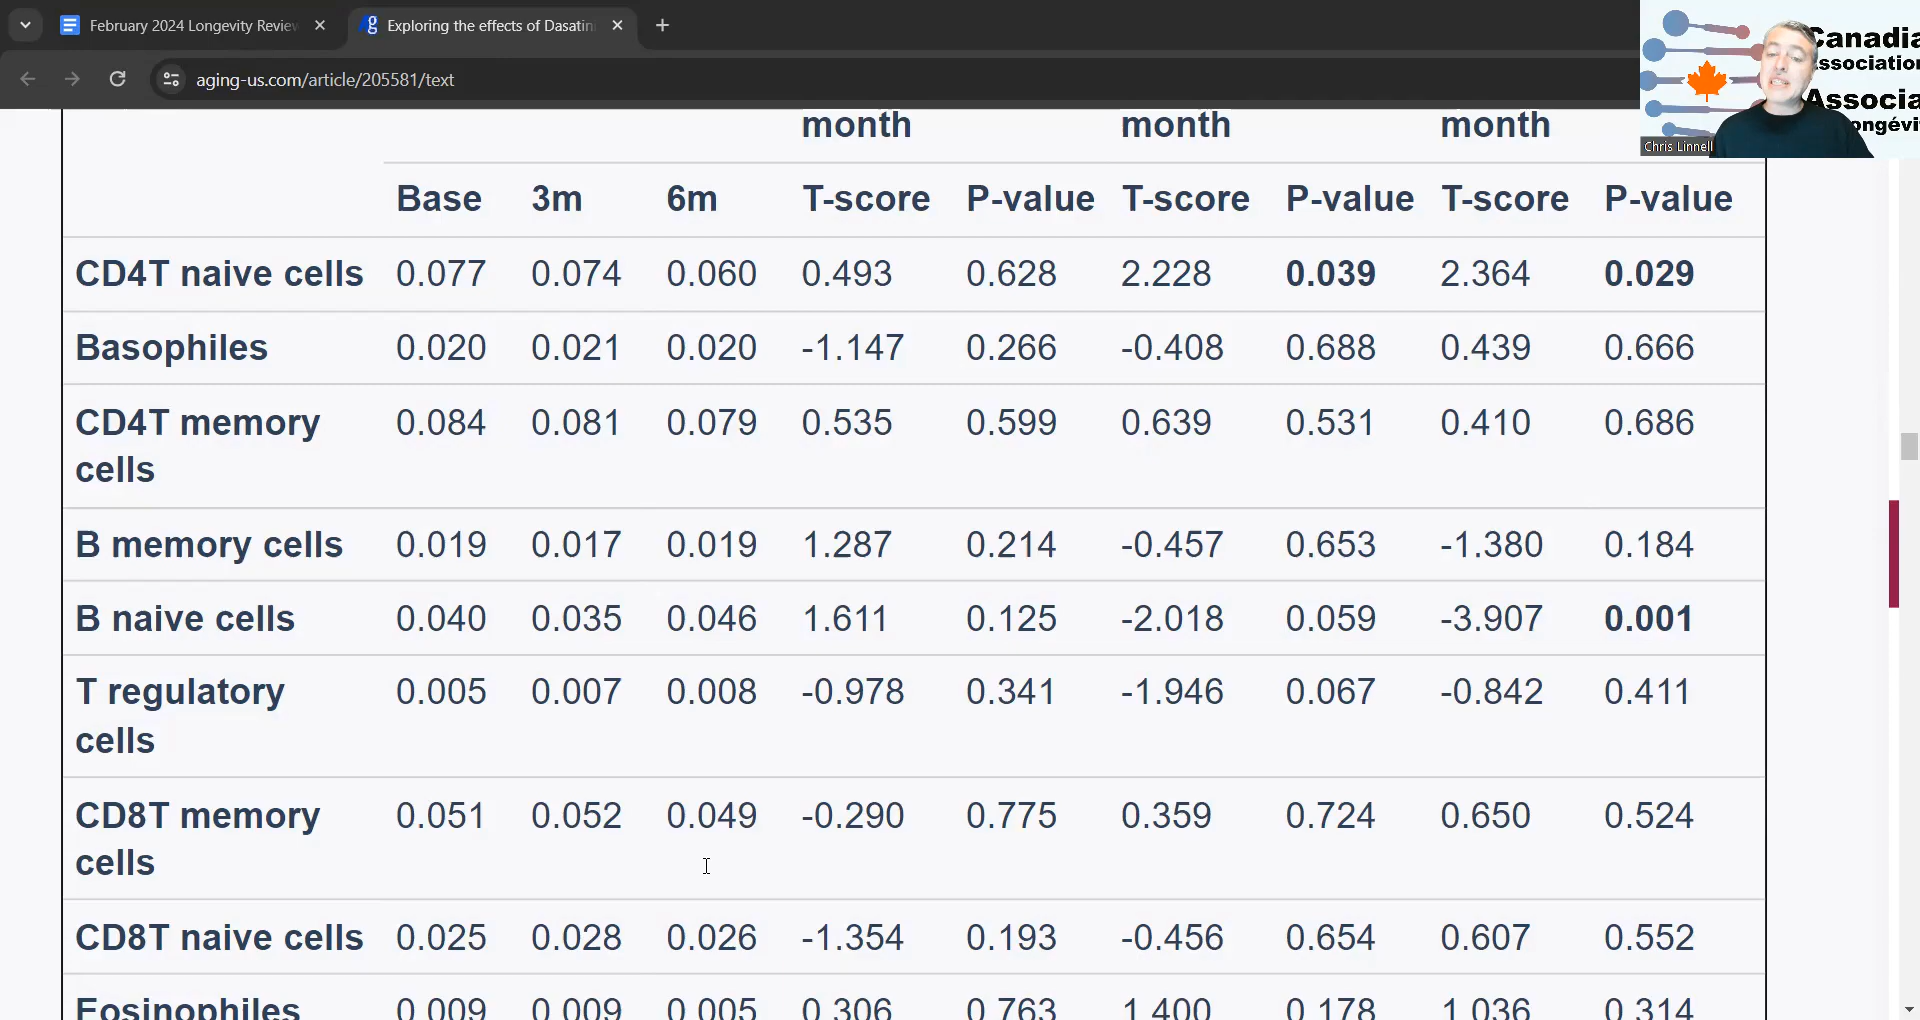 February 2024 Longevity Review
Exploring the effects of Dasatini
aging-us.com/article/205581/text
Canadia
Association
Associa
ongévi
Chris Linnell
month month month
Base 3m 6m T-score P-value T-score P-value T-score P-value
CD4T naive cells 0.077 0.074 0.060 0.493 0.628 2.228 0.039 2.364 0.029
Basophiles 0.020 0.021 0.020 -1.147 0.266 -0.408 0.688 0.439 0.666
CD4T memory
cells 0.084 0.081 0.079 0.535 0.599 0.639 0.531 0.410 0.686
B memory cells 0.019 0.017 0.019 1.287 0.214 -0.457 0.653 -1.380 0.184
B naive cells 0.040 0.035 0.046 1.611 0.125 -2.018 0.059 -3.907 0.001
T regulatory
cells 0.005 0.007 0.008 -0.978 0.341 -1.946 0.067 -0.842 0.411
CD8T memory
cells 0.051 0.052 0.049 -0.290 0.775 0.359 0.724 0.650 0.524
CD8T naive cells 0.025 0.028 0.026 -1.354 0.193 -0.456 0.654 0.607 0.552
Eosinophiles 0.009 0.009 0.005 0.306 0.763 1.400 0.178 1.036 0.314